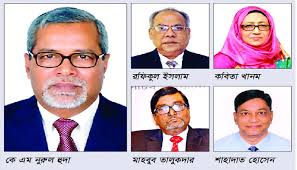 রফিকুল ইসলাম
কবিতা খানম
কে এম নুরুল হুদা
মাহবুব তালুকদার
শাহাদাত হোসেন